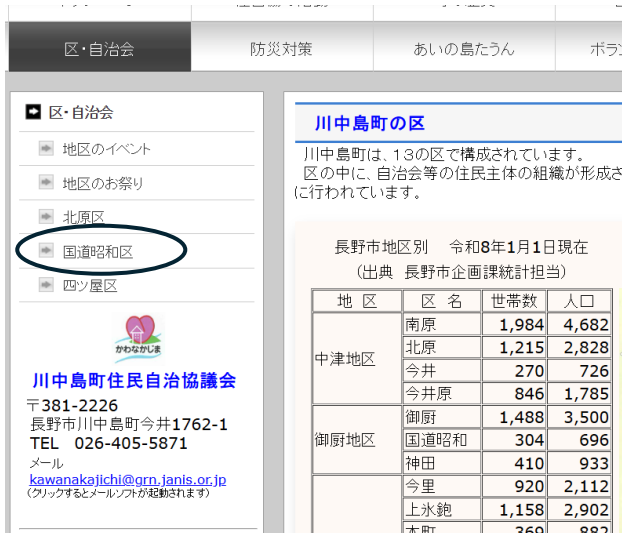 区・自治会
防災対策
あいの島たうん
ボラ
区・自治会
地区のイベント
地区のお祭り
北原区
国道昭和区
四ツ屋区
かわなかじま
川中島町住民自治協議会
〒381-2226
長野市川中島町今井1762-1
TEL 026-405-5871
メール
kawanakajichi@grn.janis.or.jp
(クリックするとメールソフトが起動されます)
川中島町の区
川中島町は、13の区で構成されています。
区の中に、自治会等の住民主体の組織が形成さ
に行われています。
長野市地区別 令和8年1月1日現在
(出典 長野市企画課統計担当)
地 区 区 名 世帯数 人口
中津地区
南原 1,984 4,682
北原 1,215 2,828
今井 270 726
今井原 846 1,785
御厨地区
御厨 1,488 3,500
国道昭和 304 696
神田 410 933
今里 920 2,112
上氷鉋 1,158 2,902
本町 369 882